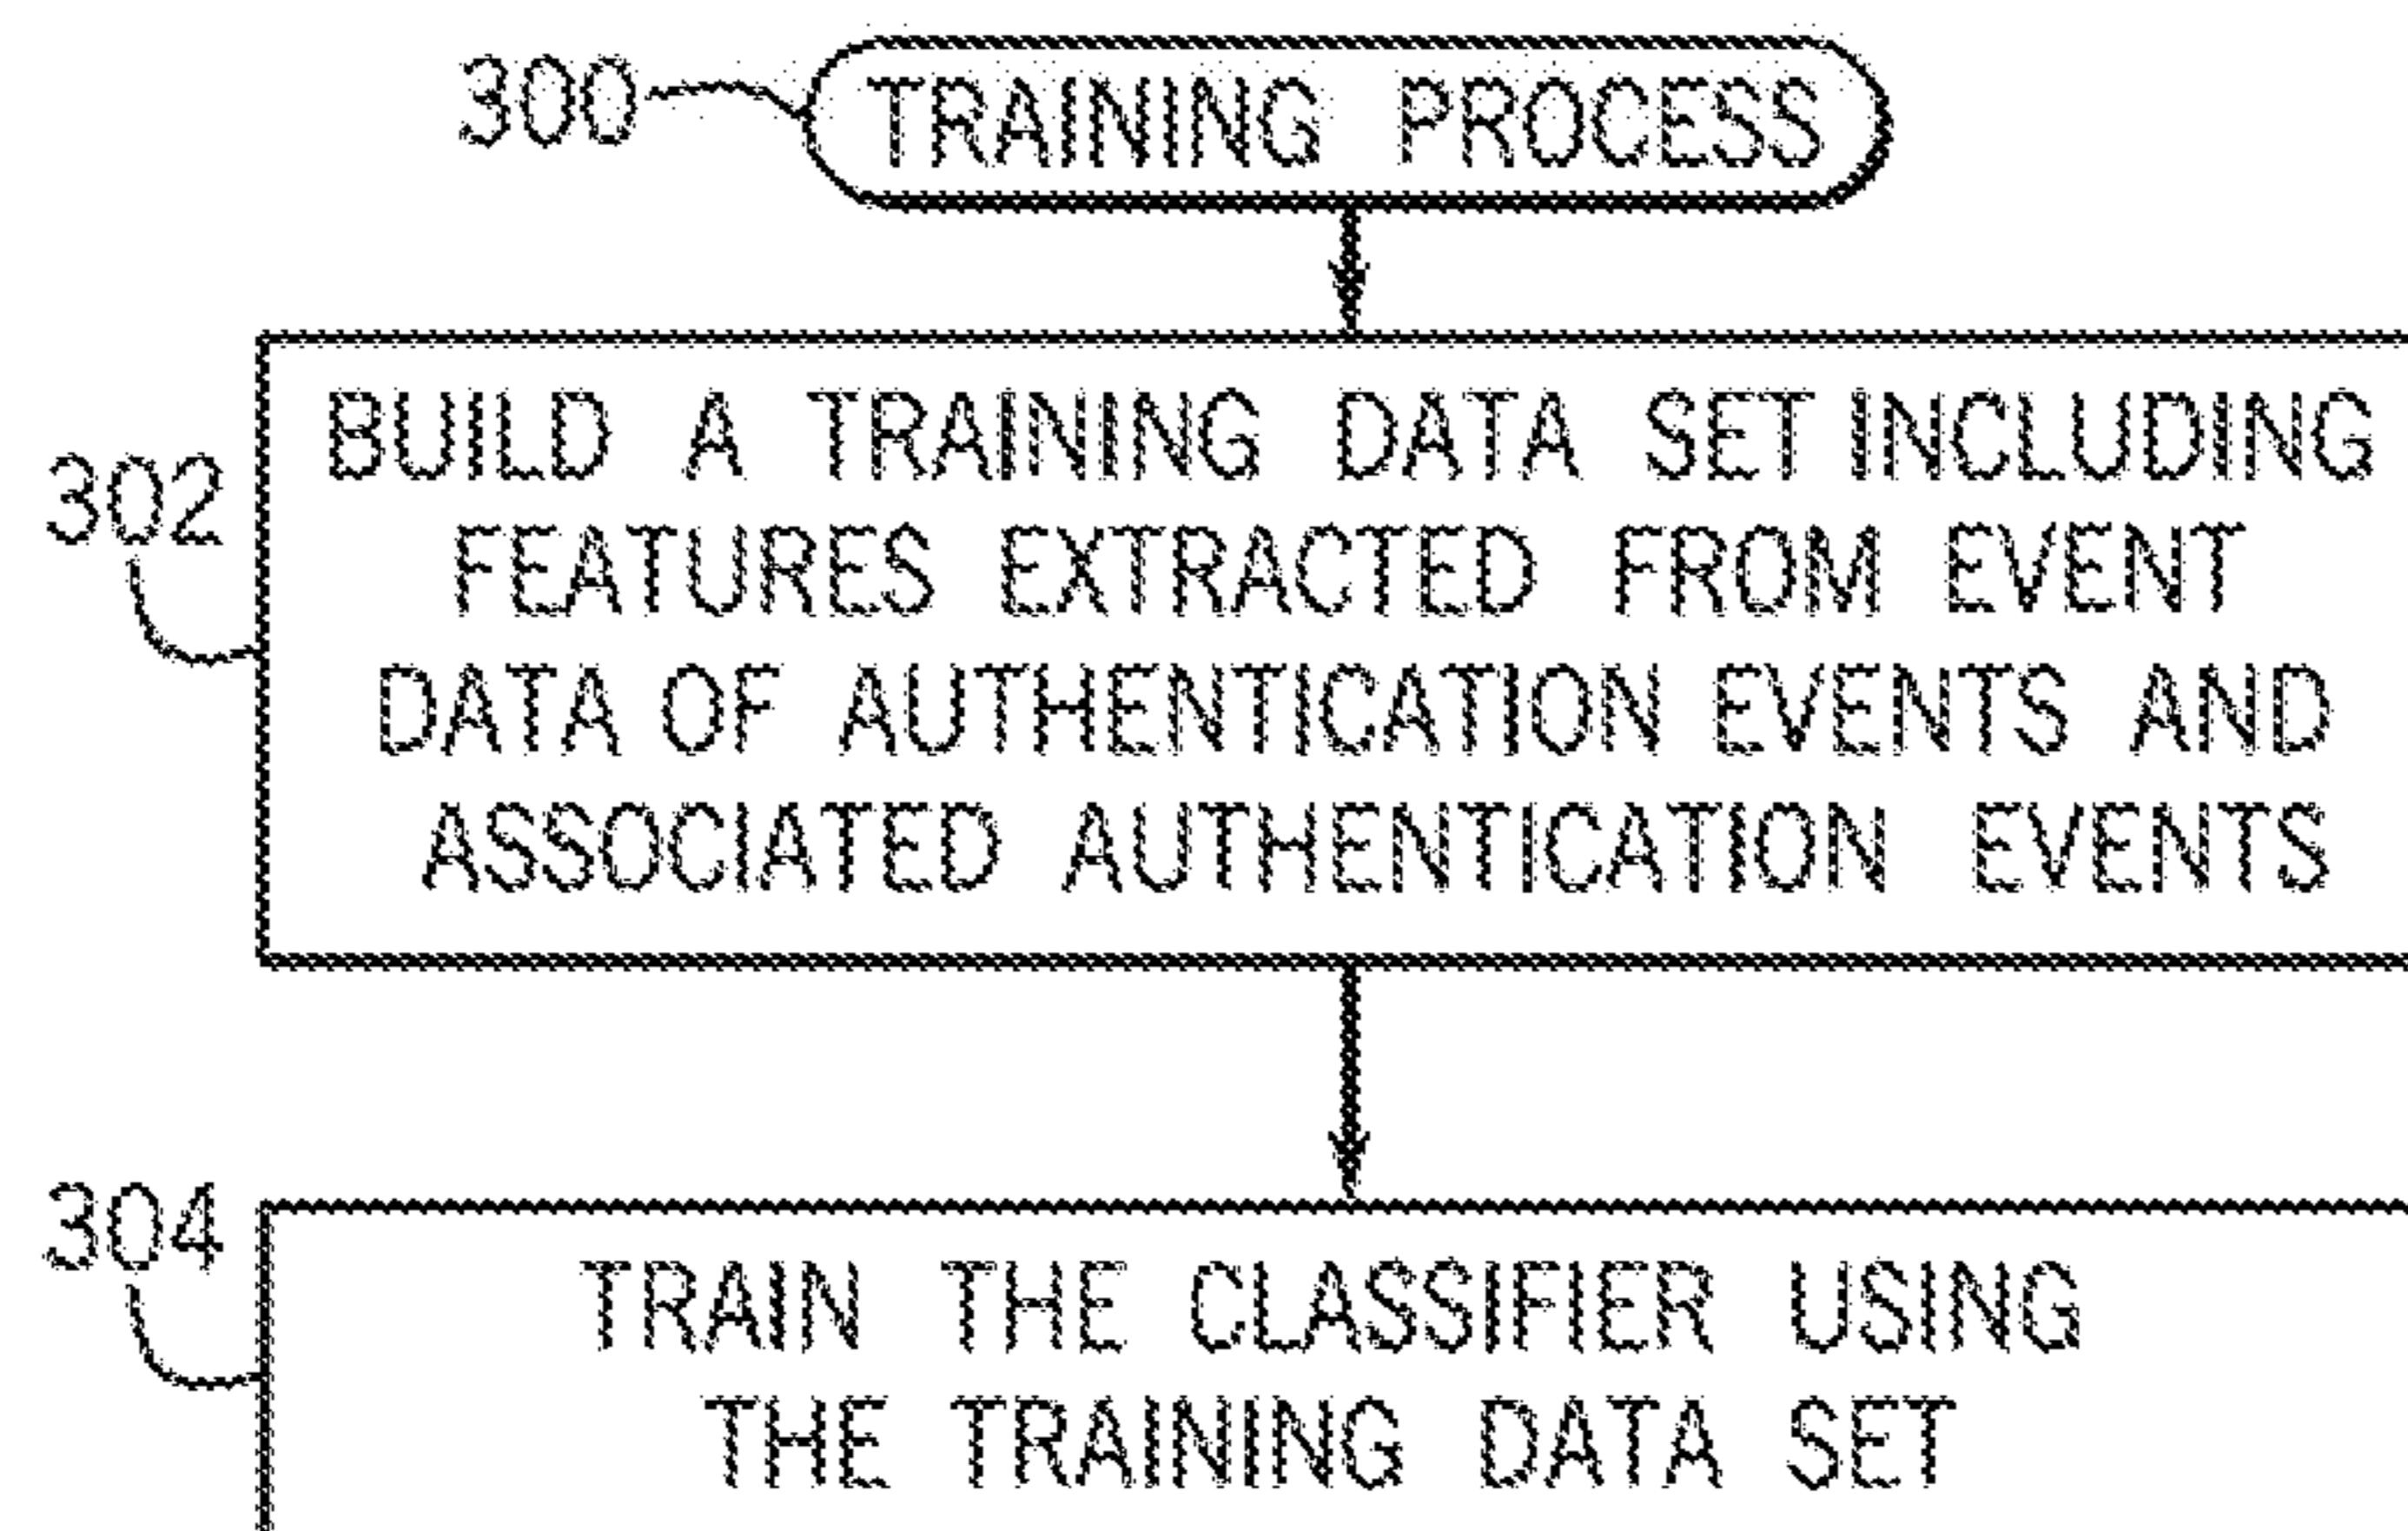 300
TRAINING PROCESS
302
BUILD A TRAINING DATA SET INCLUDING
FEATURES EXTRACTED FROM EVENT
DATA OF AUTHENTICATION EVENTS AND
ASSOCIATED AUTHENTICATION EVENTS
304
TRAIN THE CLASSIFIER USING
THE TRAINING DATA SET